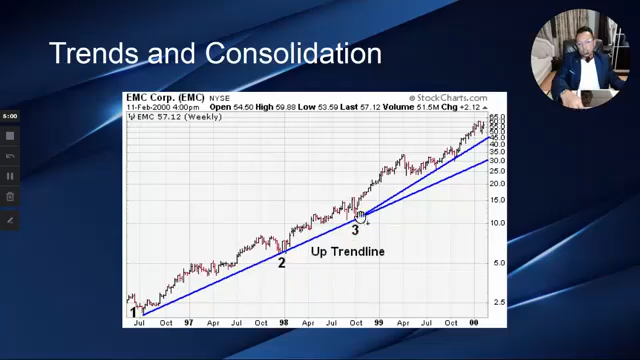 Trends and Consolidation
EMC Corp. (EMC) NYSE
© StockCharts.com
11-Feb-2000 4:00pm Open 54.50 High 59.88 Low 53.59 Last 57.12 Volume 51.5M Chg +2.12
EMC 57.12 (Weekly)
5:00
65.0
60.0
55.0
50.0
45.0
40.0
35.0
30.0
25.0
20.0
15.0
10.0
5.0
2.5
1
2
3
Up Trendline
Jul Oct 97 Apr Jul Oct 98 Apr Jul Oct 99 Apr Jul Oct 00